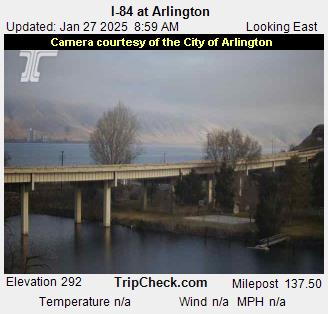 I-84 at Arlington
Updated: Jan 27 2025  8:59 AM  Looking East
Camera courtesy of the City of Arlington
Elevation 292  TripCheck.com  Milepost 137.50
Temperature n/a  Wind n/a  MPH n/a